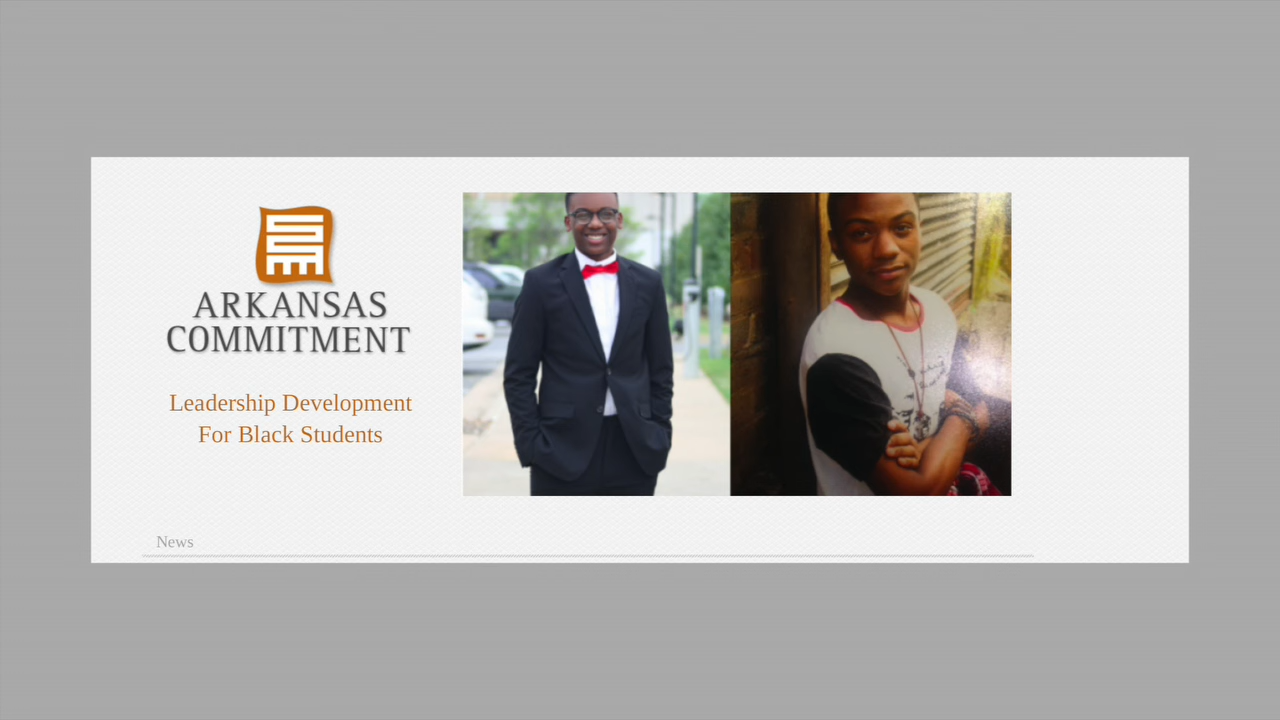 ARKANSAS
COMMITMENT
Leadership Development
For Black Students
News